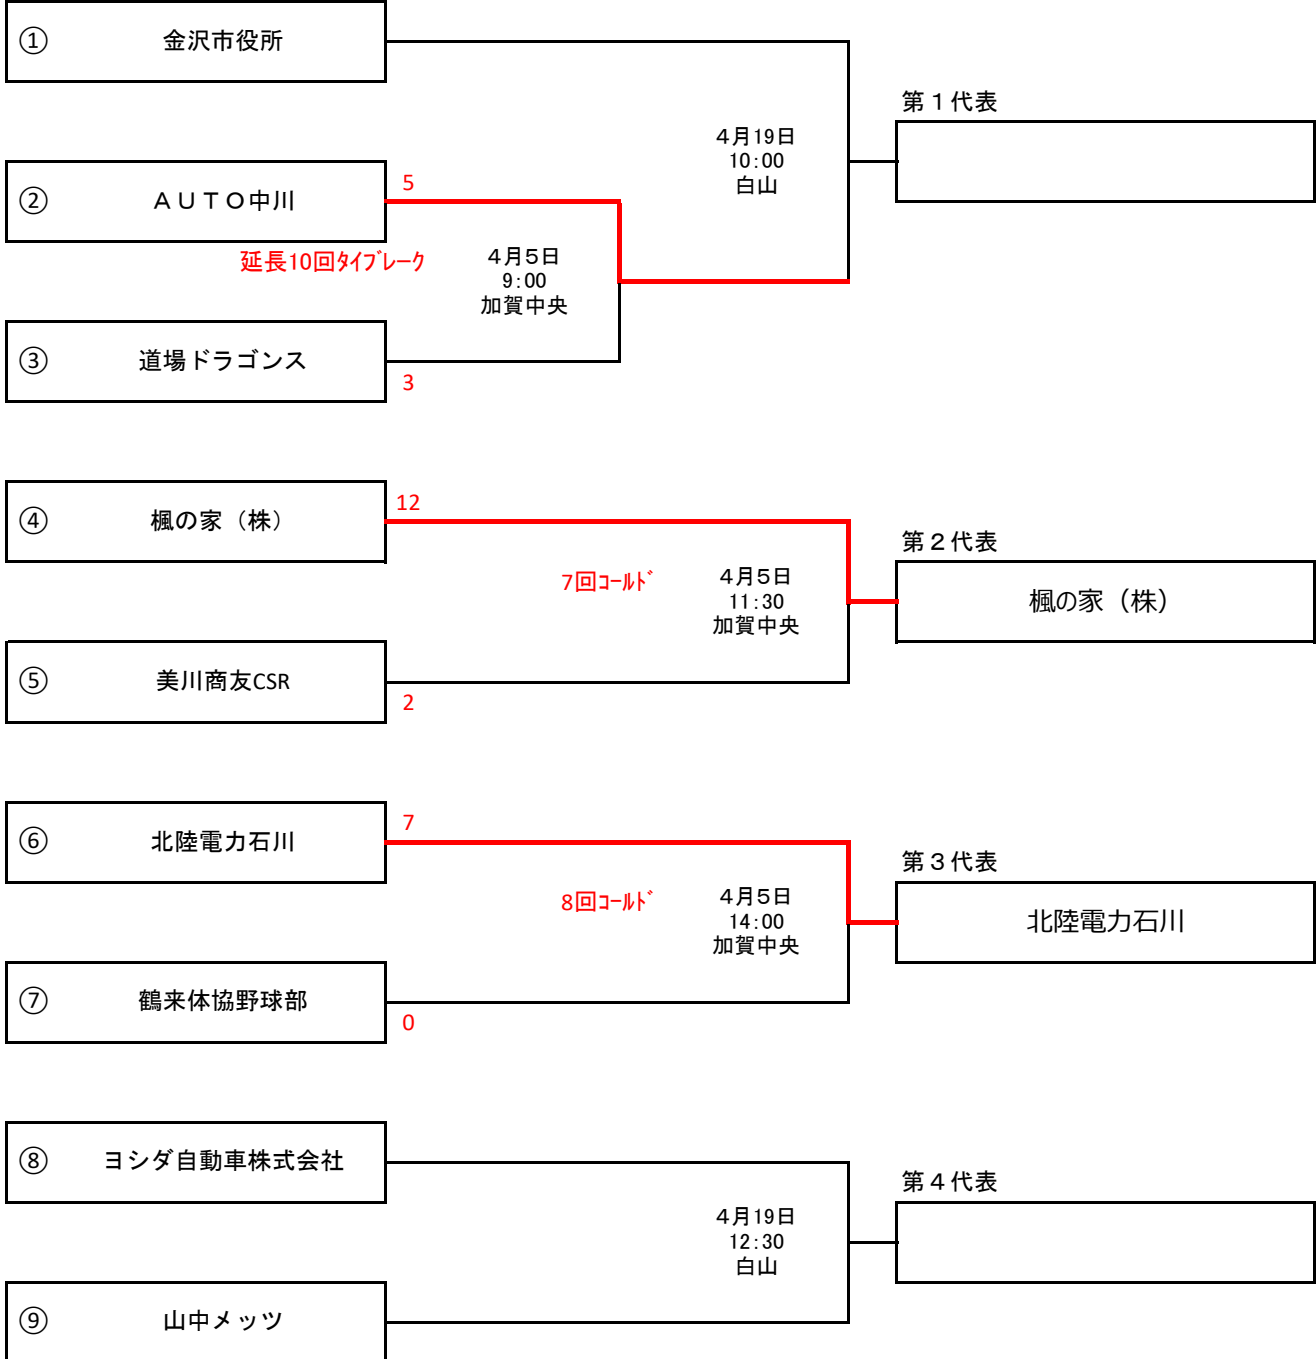 ① 金沢市役所
第１代表
４月19日
10:00
白山
② ＡＵＴＯ中川
5
延長10回ﾀｲﾌﾞﾚｰｸ
４月５日
9:00
加賀中央
③ 道場ドラゴンス
3
④ 楓の家（株）
12
第２代表
楓の家（株）
7回ｺｰﾙﾄﾞ
４月５日
11:30
加賀中央
⑤ 美川商友CSR
2
⑥ 北陸電力石川
7
第３代表
北陸電力石川
8回ｺｰﾙﾄﾞ
４月５日
14:00
加賀中央
⑦ 鶴来体協野球部
0
⑧ ヨシダ自動車株式会社
第４代表
４月19日
12:30
白山
⑨ 山中メッツ